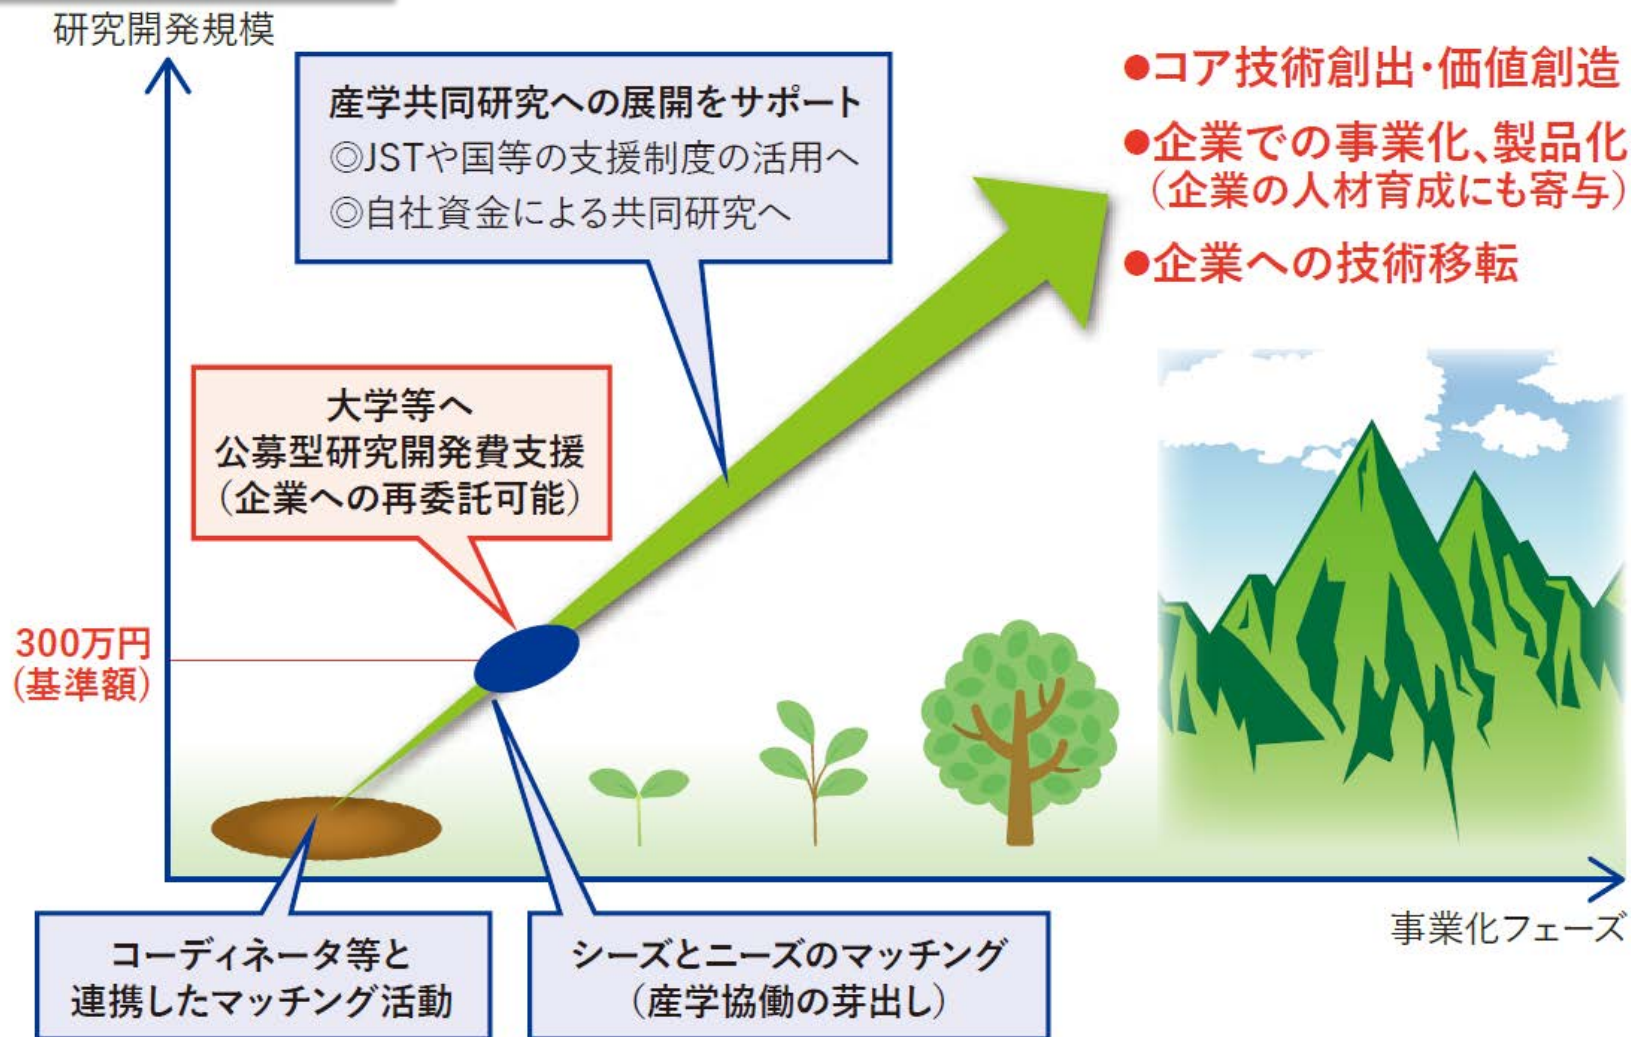 研究開発規模
産学共同研究への展開をサポート
◎JSTや国等の支援制度の活用へ
◎自社資金による共同研究へ
●コア技術創出･価値創造
●企業での事業化、製品化
（企業の人材育成にも寄与）
●企業への技術移転
大学等へ
公募型研究開発費支援
（企業への再委託可能）
300万円
（基準額）
事業化フェーズ
コーディネータ等と
連携したマッチング活動
シーズとニーズのマッチング
（産学協働の芽出し）